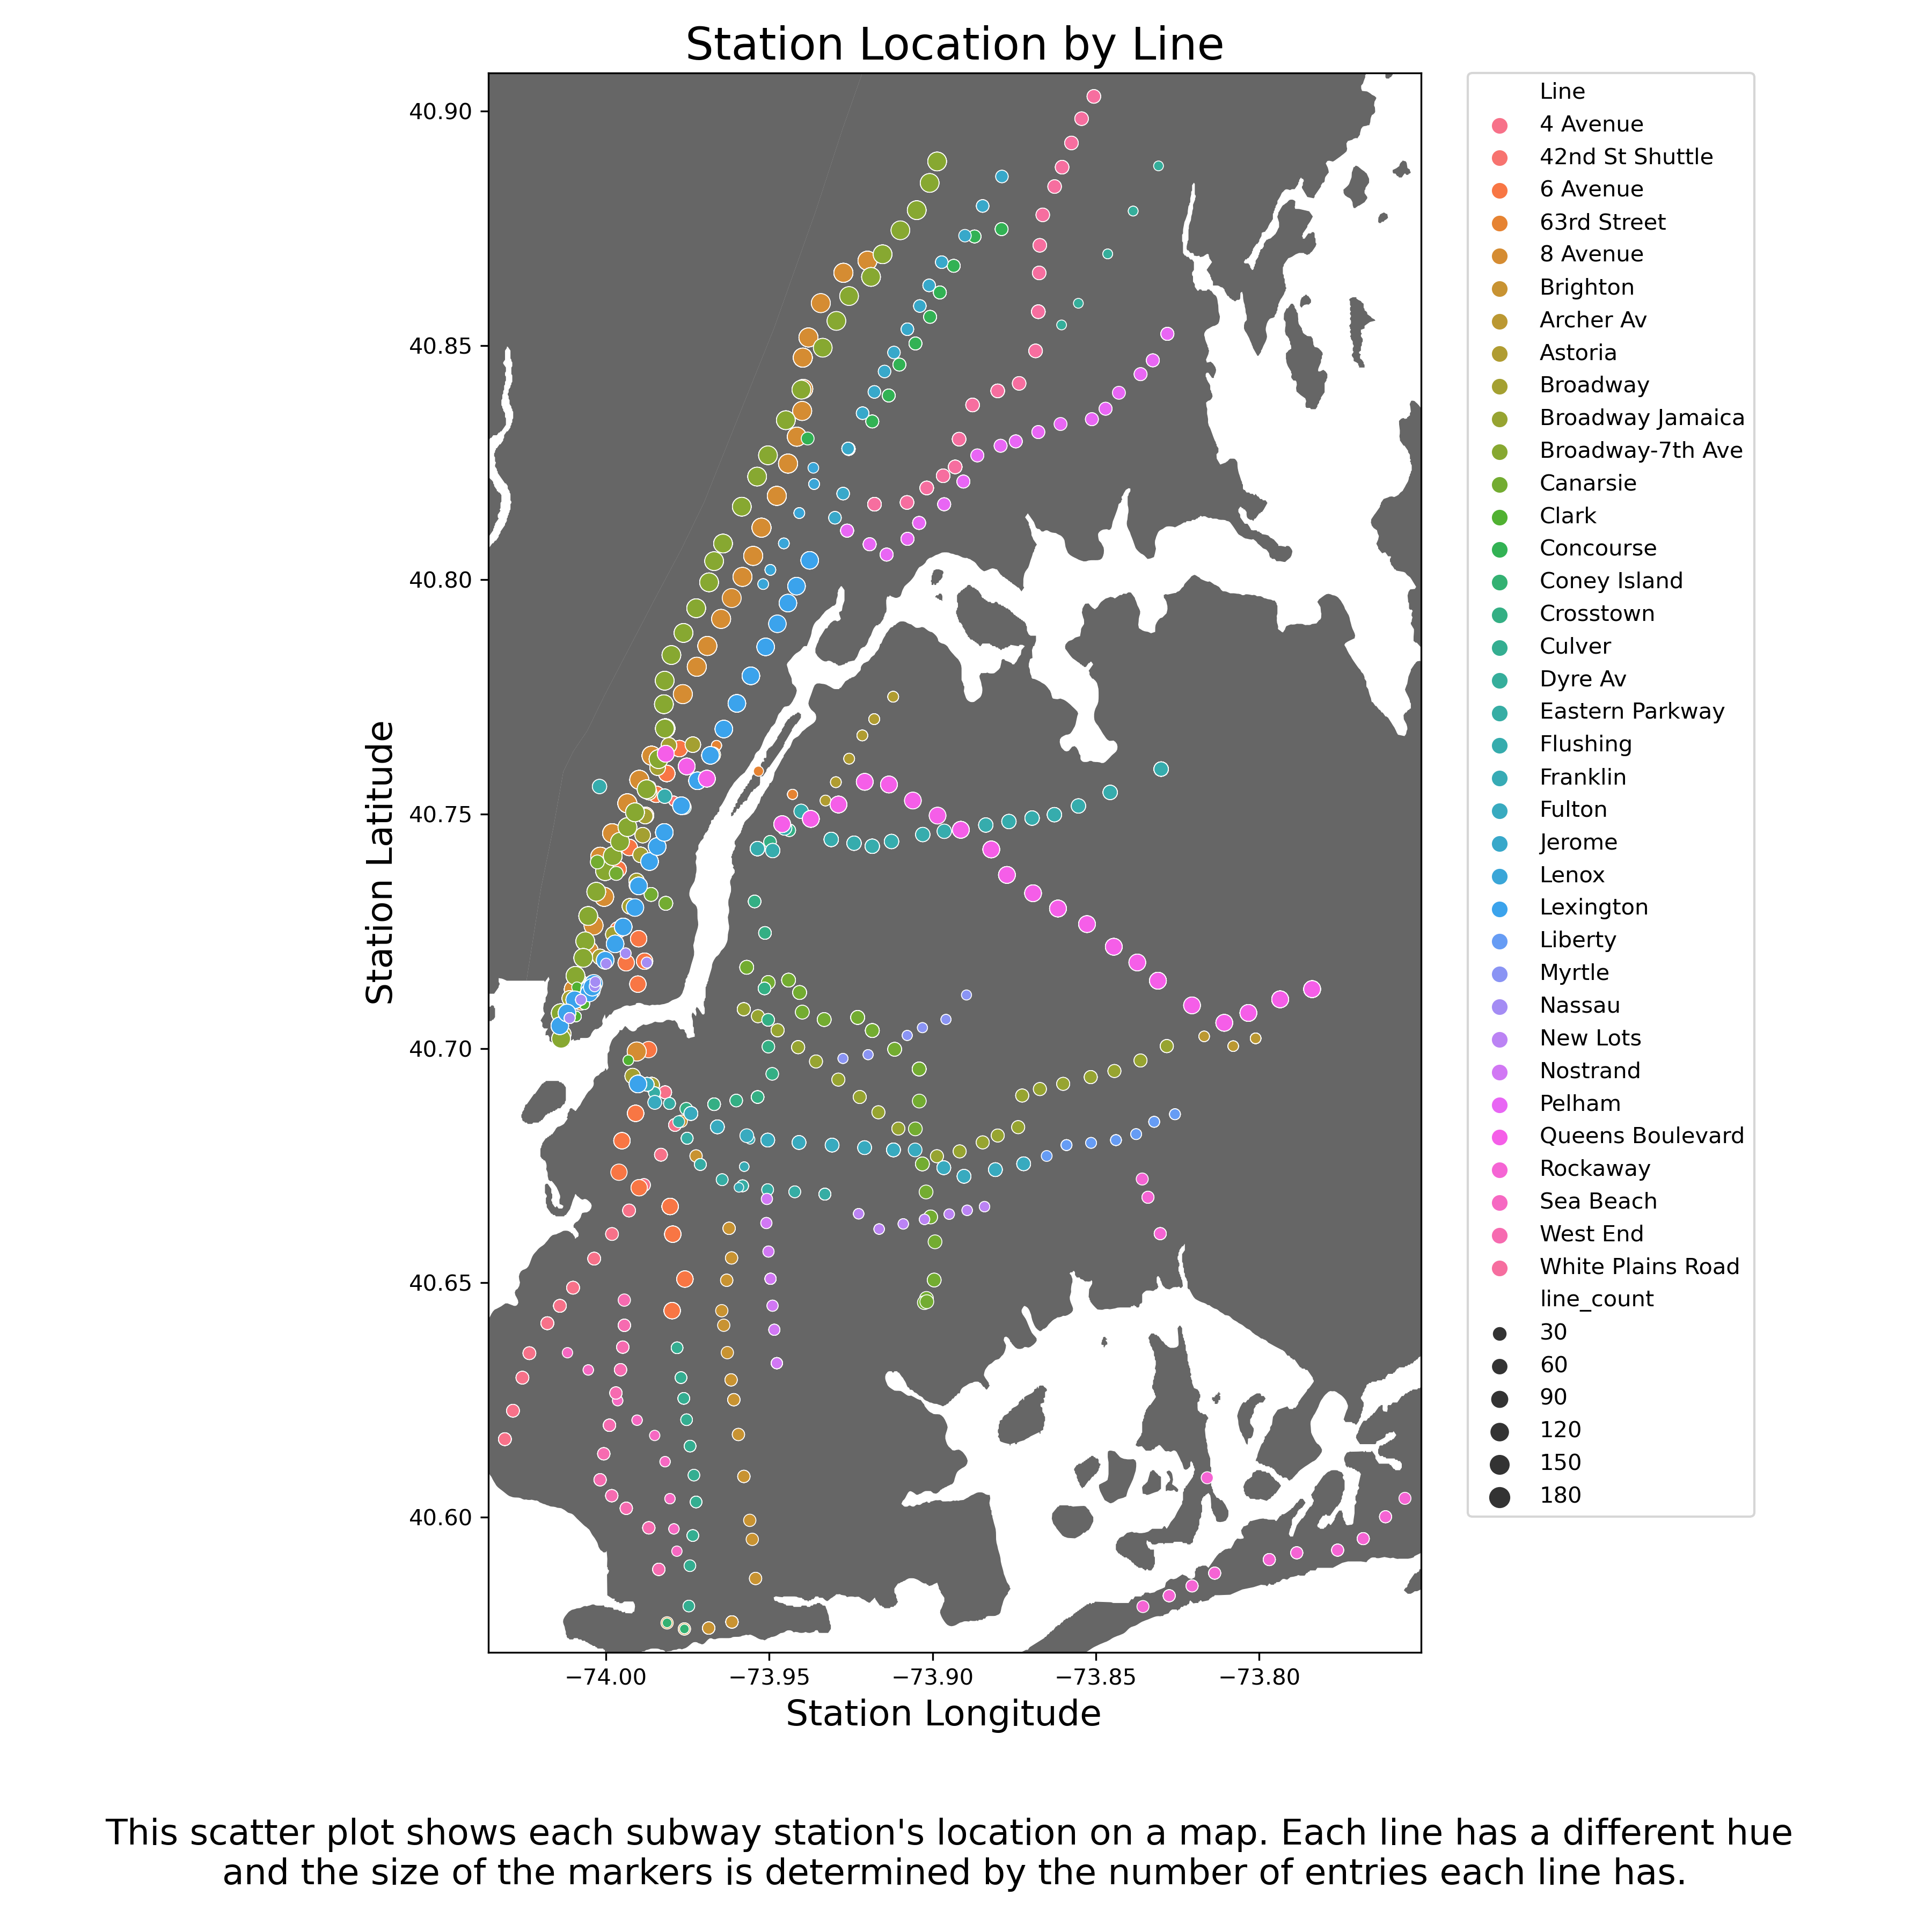 Station Location by Line
40.90
40.85
40.80
40.75
40.70
40.65
40.60
Station Latitude
−74.00
−73.95
−73.90
−73.85
−73.80
Station Longitude
Line
4 Avenue
42nd St Shuttle
6 Avenue
63rd Street
8 Avenue
Brighton
Archer Av
Astoria
Broadway
Broadway Jamaica
Broadway-7th Ave
Canarsie
Clark
Concourse
Coney Island
Crosstown
Culver
Dyre Av
Eastern Parkway
Flushing
Franklin
Fulton
Jerome
Lenox
Lexington
Liberty
Myrtle
Nassau
New Lots
Nostrand
Pelham
Queens Boulevard
Rockaway
Sea Beach
West End
White Plains Road
line_count
30
60
90
120
150
180
This scatter plot shows each subway station's location on a map. Each line has a different hue
and the size of the markers is determined by the number of entries each line has.